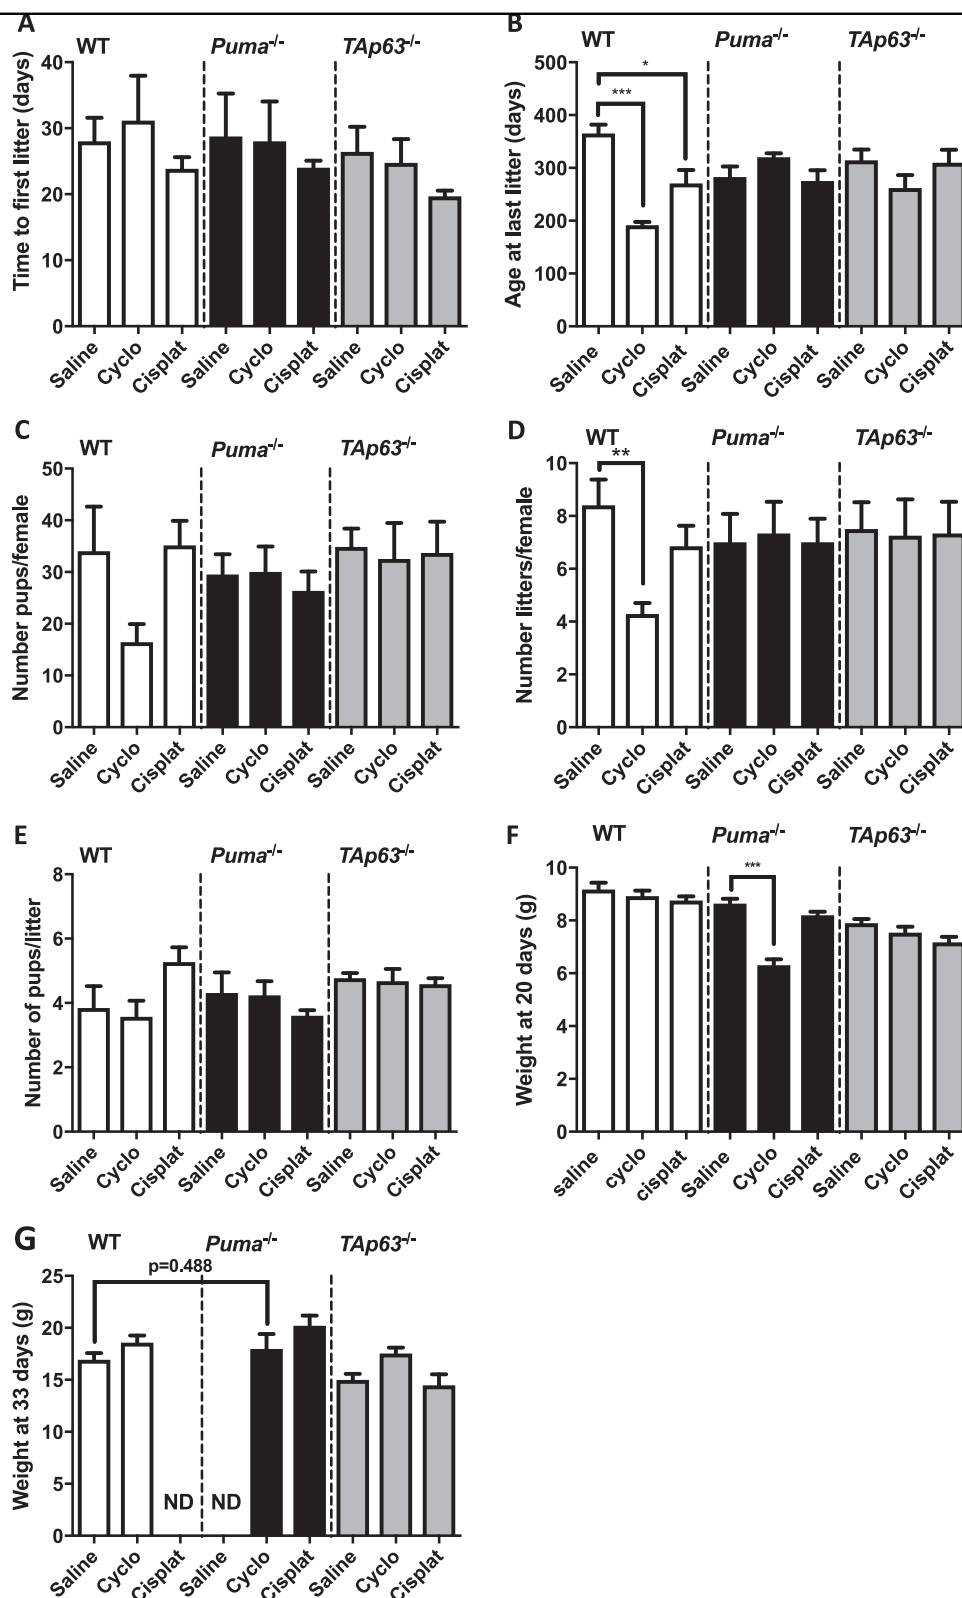 A
WT Puma-/- TAp63-/-
Time to first litter (days)
40
30
20
10
0
Saline Cyclo Cisplat Saline Cyclo Cisplat Saline Cyclo Cisplat
B
WT Puma-/- TAp63-/-
Age at last litter (days)
500
400
300
200
100
0
*
***
Saline Cyclo Cisplat Saline Cyclo Cisplat Saline Cyclo Cisplat
C
WT Puma-/- TAp63-/-
Number pups/female
50
40
30
20
10
0
Saline Cyclo Cisplat Saline Cyclo Cisplat Saline Cyclo Cisplat
D
WT Puma-/- TAp63-/-
Number litters/female
10
8
6
4
2
0
**
Saline Cyclo Cisplat Saline Cyclo Cisplat Saline Cyclo Cisplat
E
WT Puma-/- TAp63-/-
Number of pups/litter
8
6
4
2
0
Saline Cyclo Cisplat Saline Cyclo Cisplat Saline Cyclo Cisplat
F
WT Puma-/- TAp63-/-
Weight at 20 days (g)
10
8
6
4
2
0
***
saline cyclo cisplat Saline Cyclo Cisplat Saline Cyclo Cisplat
G
WT Puma-/- TAp63-/-
p=0.488
Weight at 33 days (g)
25
20
15
10
5
0
ND ND
Saline Cyclo Cisplat Saline Cyclo Cisplat Saline Cyclo Cisplat